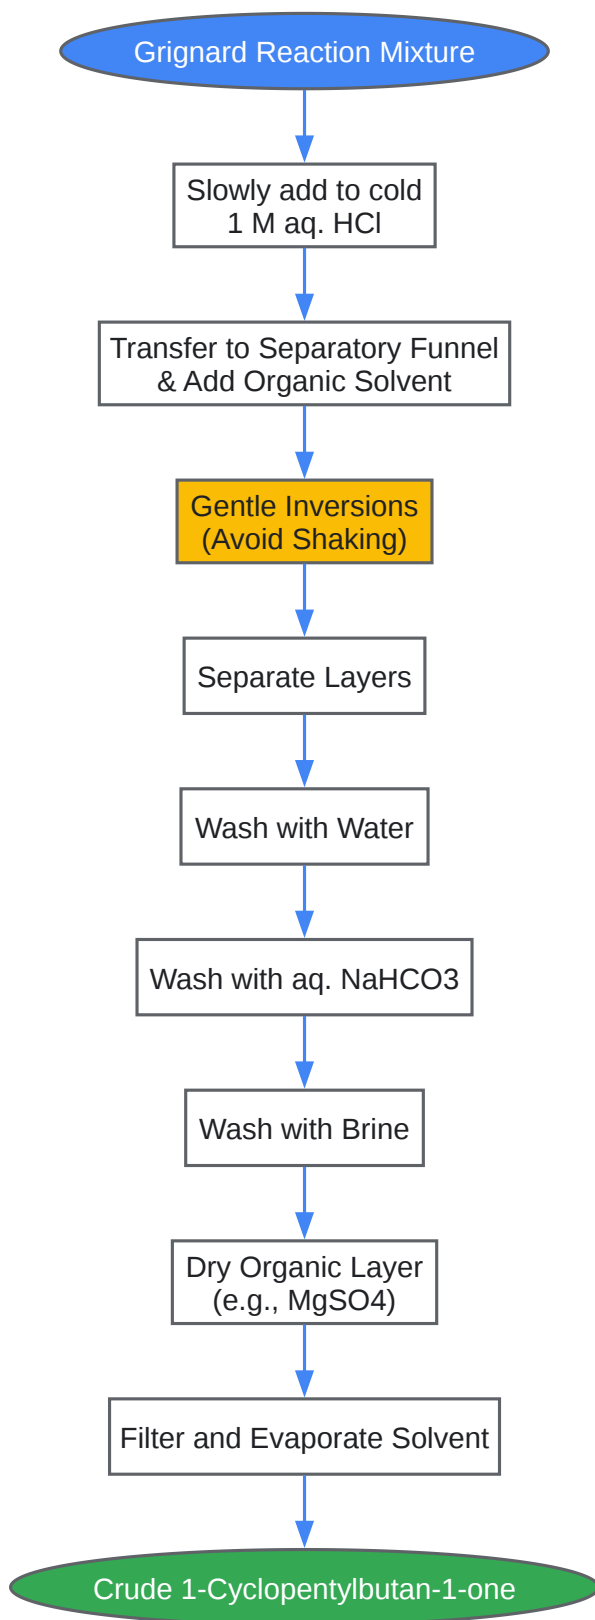 Grignard Reaction Mixture
Slowly add to cold
1 M aq. HCl
Transfer to Separatory Funnel
& Add Organic Solvent
Gentle Inversions
(Avoid Shaking)
Separate Layers
Wash with Water
Wash with aq. NaHCO3
Wash with Brine
Dry Organic Layer
(e.g., MgSO4)
Filter and Evaporate Solvent
Crude 1-Cyclopentylbutan-1-one